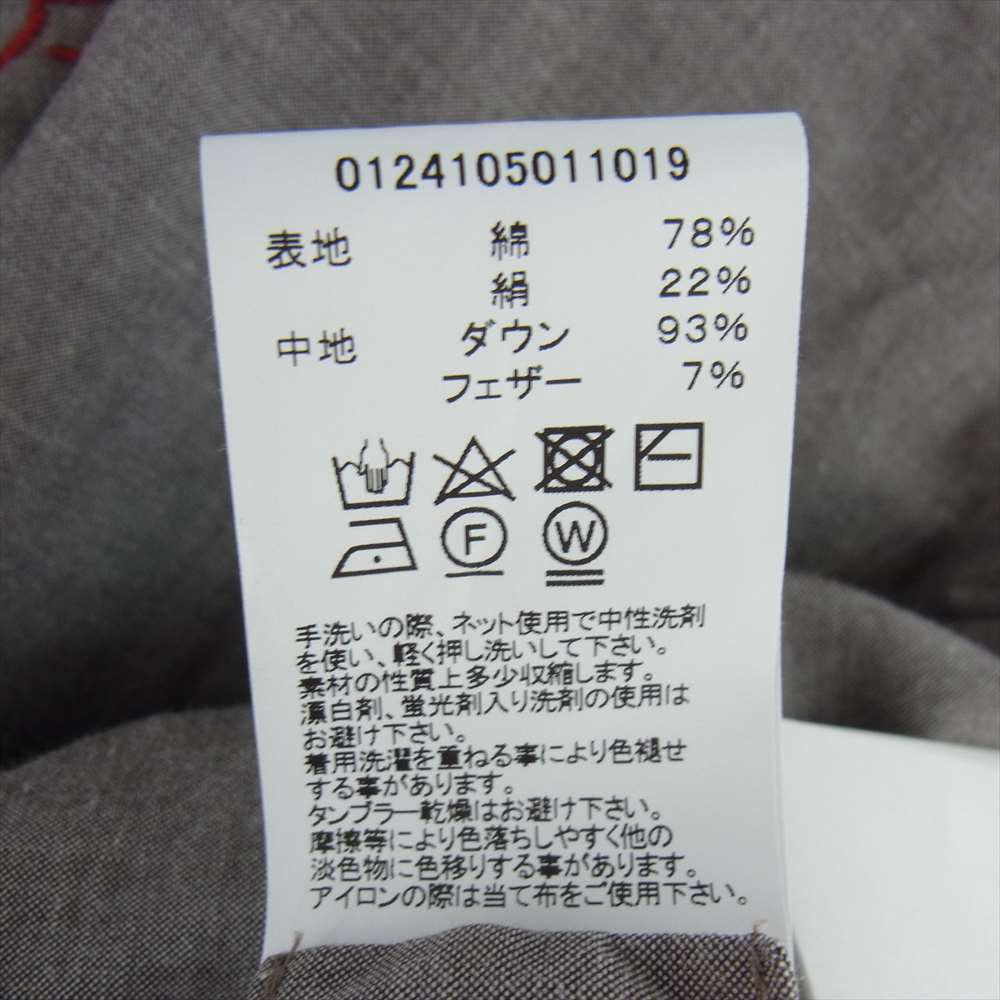 0124105011019
表地 綿 78%
絹 22%
中地 ダウン 93%
フェザー 7%
F W
手洗いの際、ネット使用で中性洗剤
を使い、軽く押し洗いして下さい。
素材の性質上多少収縮します。
漂白剤、蛍光剤入り洗剤の使用は
お避け下さい。
着用洗濯を重ねる事により色褪せ
する事があります。
タンブラー乾燥はお避け下さい。
摩擦等により色落ちしやすく他の
淡色物に色移りする事があります。
アイロンの際は当て布をご使用下さい。